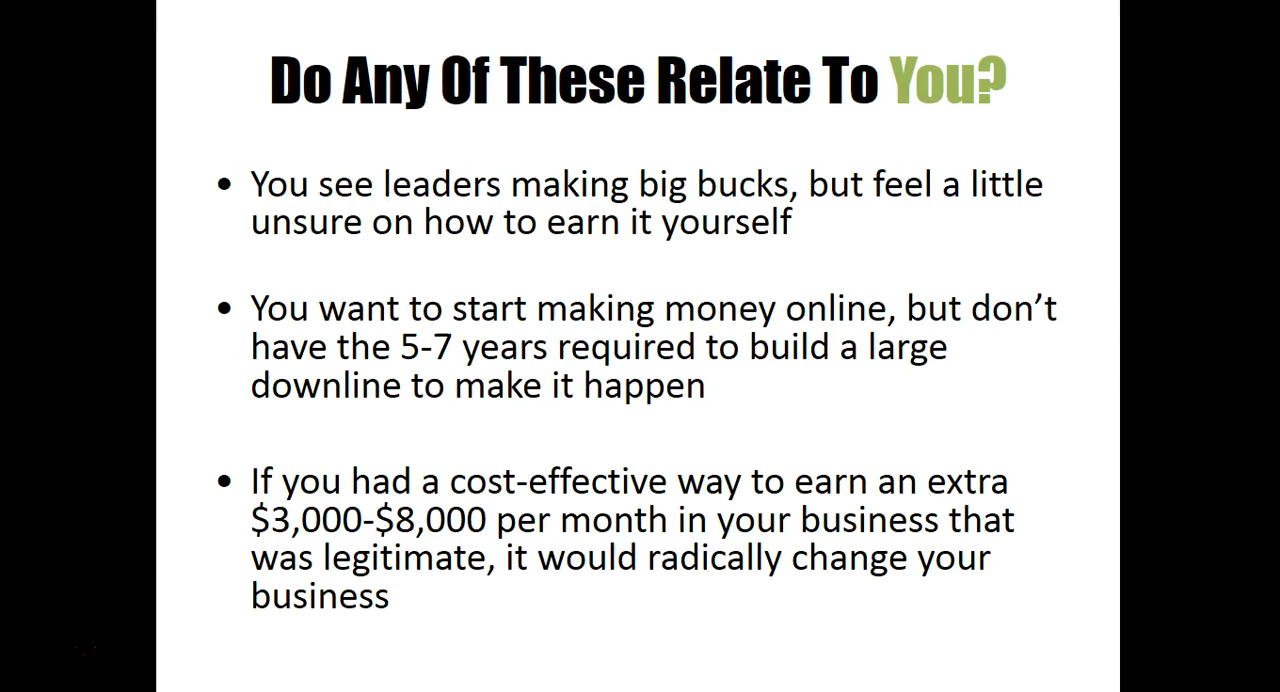 Do Any Of These Relate To You?
• You see leaders making big bucks, but feel a little
unsure on how to earn it yourself
• You want to start making money online, but don’t
have the 5-7 years required to build a large
downline to make it happen
• If you had a cost-effective way to earn an extra
$3,000-$8,000 per month in your business that
was legitimate, it would radically change your
business